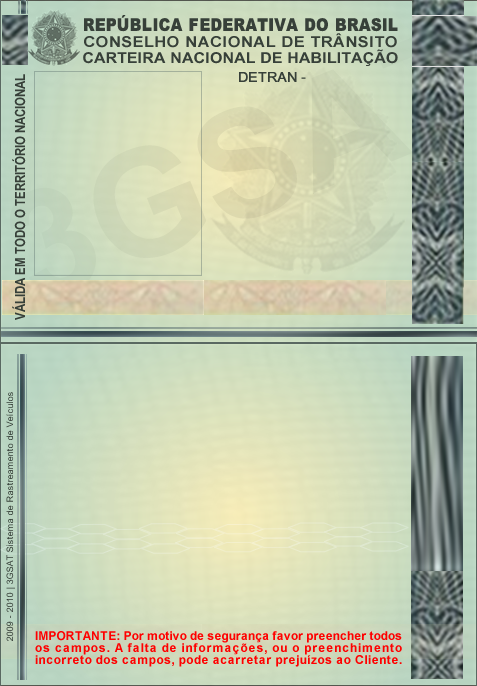 REPÚBLICA FEDERATIVA DO BRASIL
CONSELHO NACIONAL DE TRÂNSITO
CARTEIRA NACIONAL DE HABILITAÇÃO
DETRAN -
VÁLIDA EM TODO O TERRITÓRIO NACIONAL
3GSAT
2009 - 2010 | 3GSAT Sistema de Rastreamento de Veículos
IMPORTANTE: Por motivo de segurança favor preencher todos
os campos. A falta de informações, ou o preenchimento
incorreto dos campos, pode acarretar prejuizos ao Cliente.